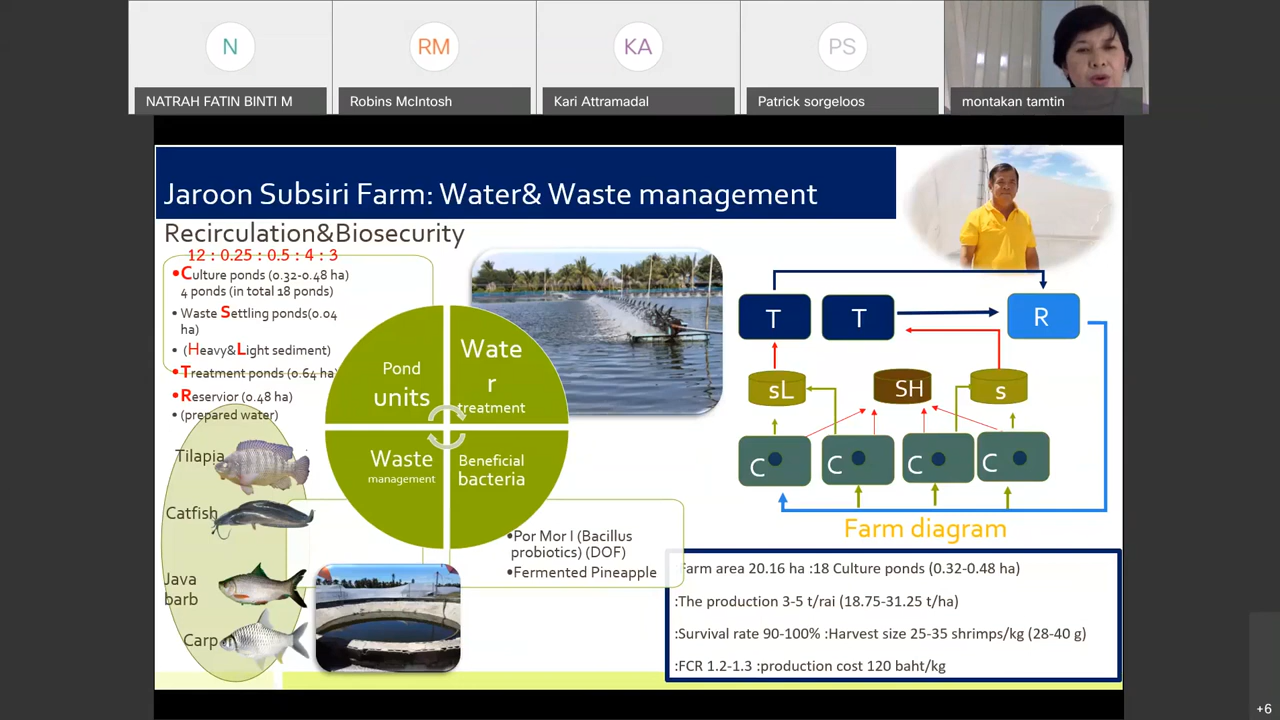 N
RM
KA
PS
NATRAH FATIN BINTI M
Robins McIntosh
Kari Attramadal
Patrick sorgeloos
montakan tamtin
Jaroon Subsiri Farm: Water& Waste management
Recirculation&Biosecurity
12 : 0.25 : 0.5 : 4 : 3
•Culture ponds (0.32-0.48 ha)
4 ponds (in total 18 ponds)
• Waste Settling ponds(0.04
ha)
• (Heavy&Light sediment)
•Treatment ponds (0.64 ha)
•Reservior (0.48 ha)
• (prepared water)
Tilapia
Catfish
Java
barb
Carp
Pond
units
Wate
r
treatment
Waste
management
Beneficial
bacteria
•Por Mor I (Bacillus
probiotics) (DOF)
•Fermented Pineapple
T
T
R
sL
SH
s
C
C
C
C
Farm diagram
Farm area 20.16 ha :18 Culture ponds (0.32-0.48 ha)
:The production 3-5 t/rai (18.75-31.25 t/ha)
:Survival rate 90-100% :Harvest size 25-35 shrimps/kg (28-40 g)
:FCR 1.2-1.3 :production cost 120 baht/kg
+6